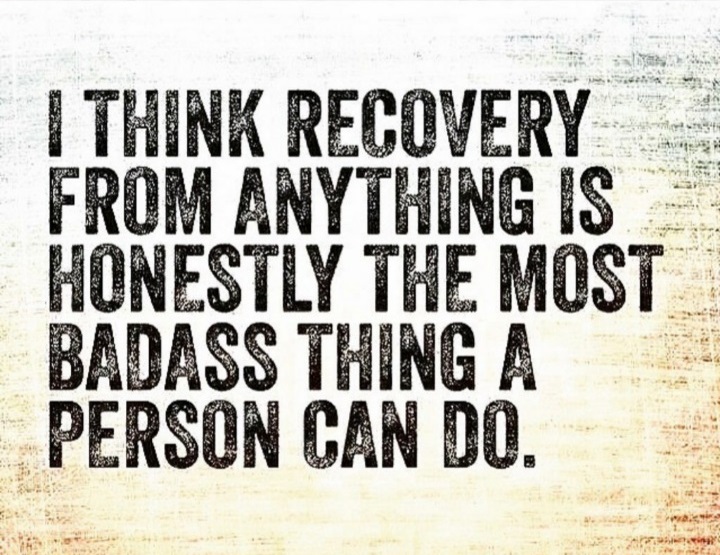 I THINK RECOVERY
FROM ANYTHING IS
HONESTLY THE MOST
BADASS THING A
PERSON CAN DO.